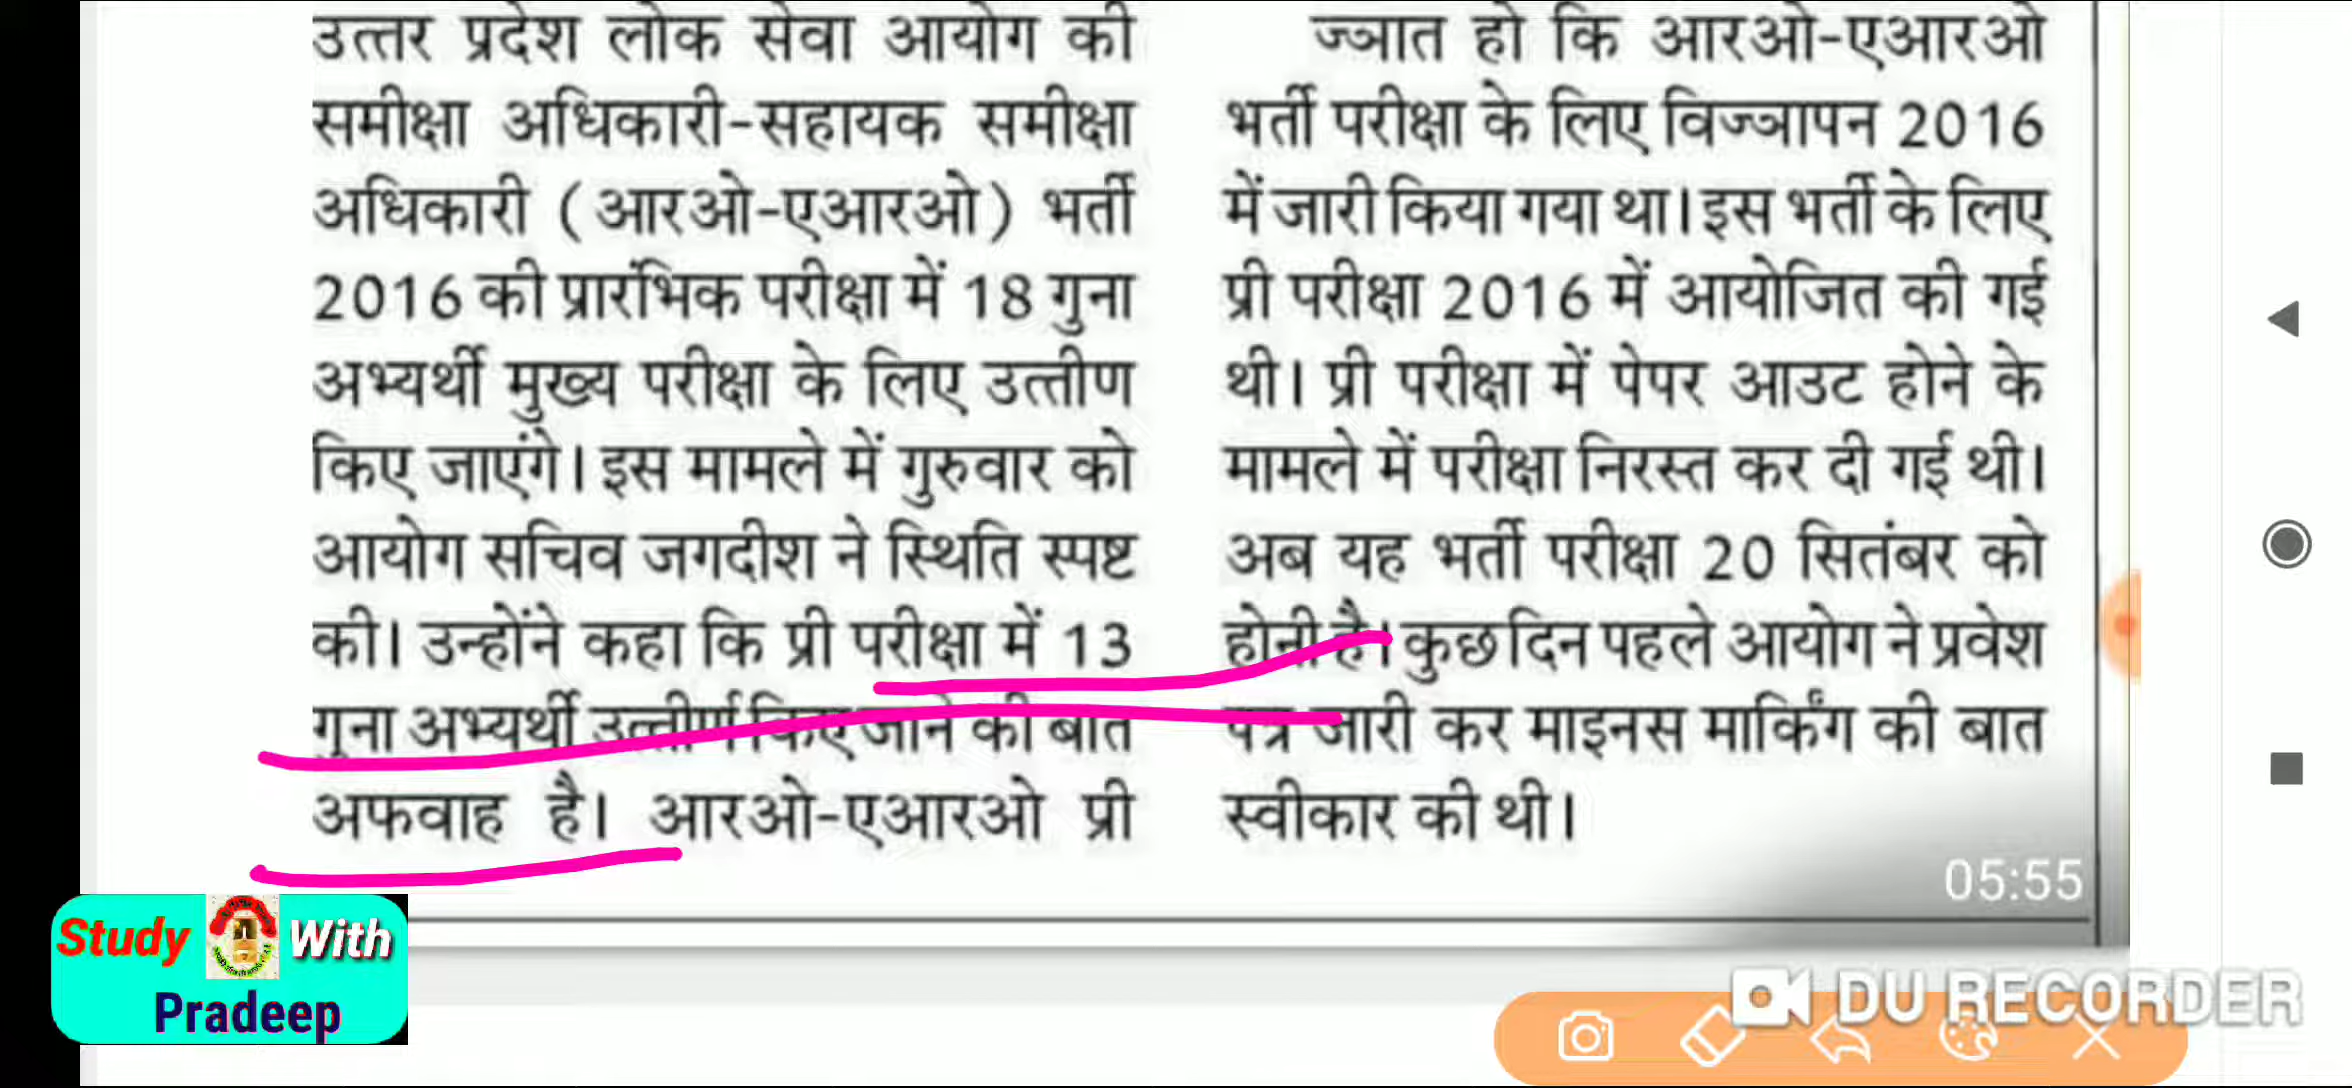 उत्तर प्रदेश लोक सेवा आयोग की
समीक्षा अधिकारी-सहायक समीक्षा
अधिकारी (आरओ-एआरओ) भर्ती
2016 की प्रारंभिक परीक्षा में 18 गुना
अभ्यर्थी मुख्य परीक्षा के लिए उत्तीण
किए जाएंगे। इस मामले में गुरुवार को
आयोग सचिव जगदीश ने स्थिति स्पष्ट
की। उन्होंने कहा कि प्री परीक्षा में 13
गुना अभ्यर्थी उत्तीर्ण किए जाने की बात
अफवाह है। आरओ-एआरओ प्री
ज्ञात हो कि आरओ-एआरओ
भर्ती परीक्षा के लिए विज्ञापन 2016
में जारी किया गया था। इस भर्ती के लिए
प्री परीक्षा 2016 में आयोजित की गई
थी। प्री परीक्षा में पेपर आउट होने के
मामले में परीक्षा निरस्त कर दी गई थी।
अब यह भर्ती परीक्षा 20 सितंबर को
होनी है। कुछ दिन पहले आयोग ने प्रवेश
पत्र जारी कर माइनस मार्किंग की बात
स्वीकार की थी।
05:55
Study With
Pradeep
DU RECORDER